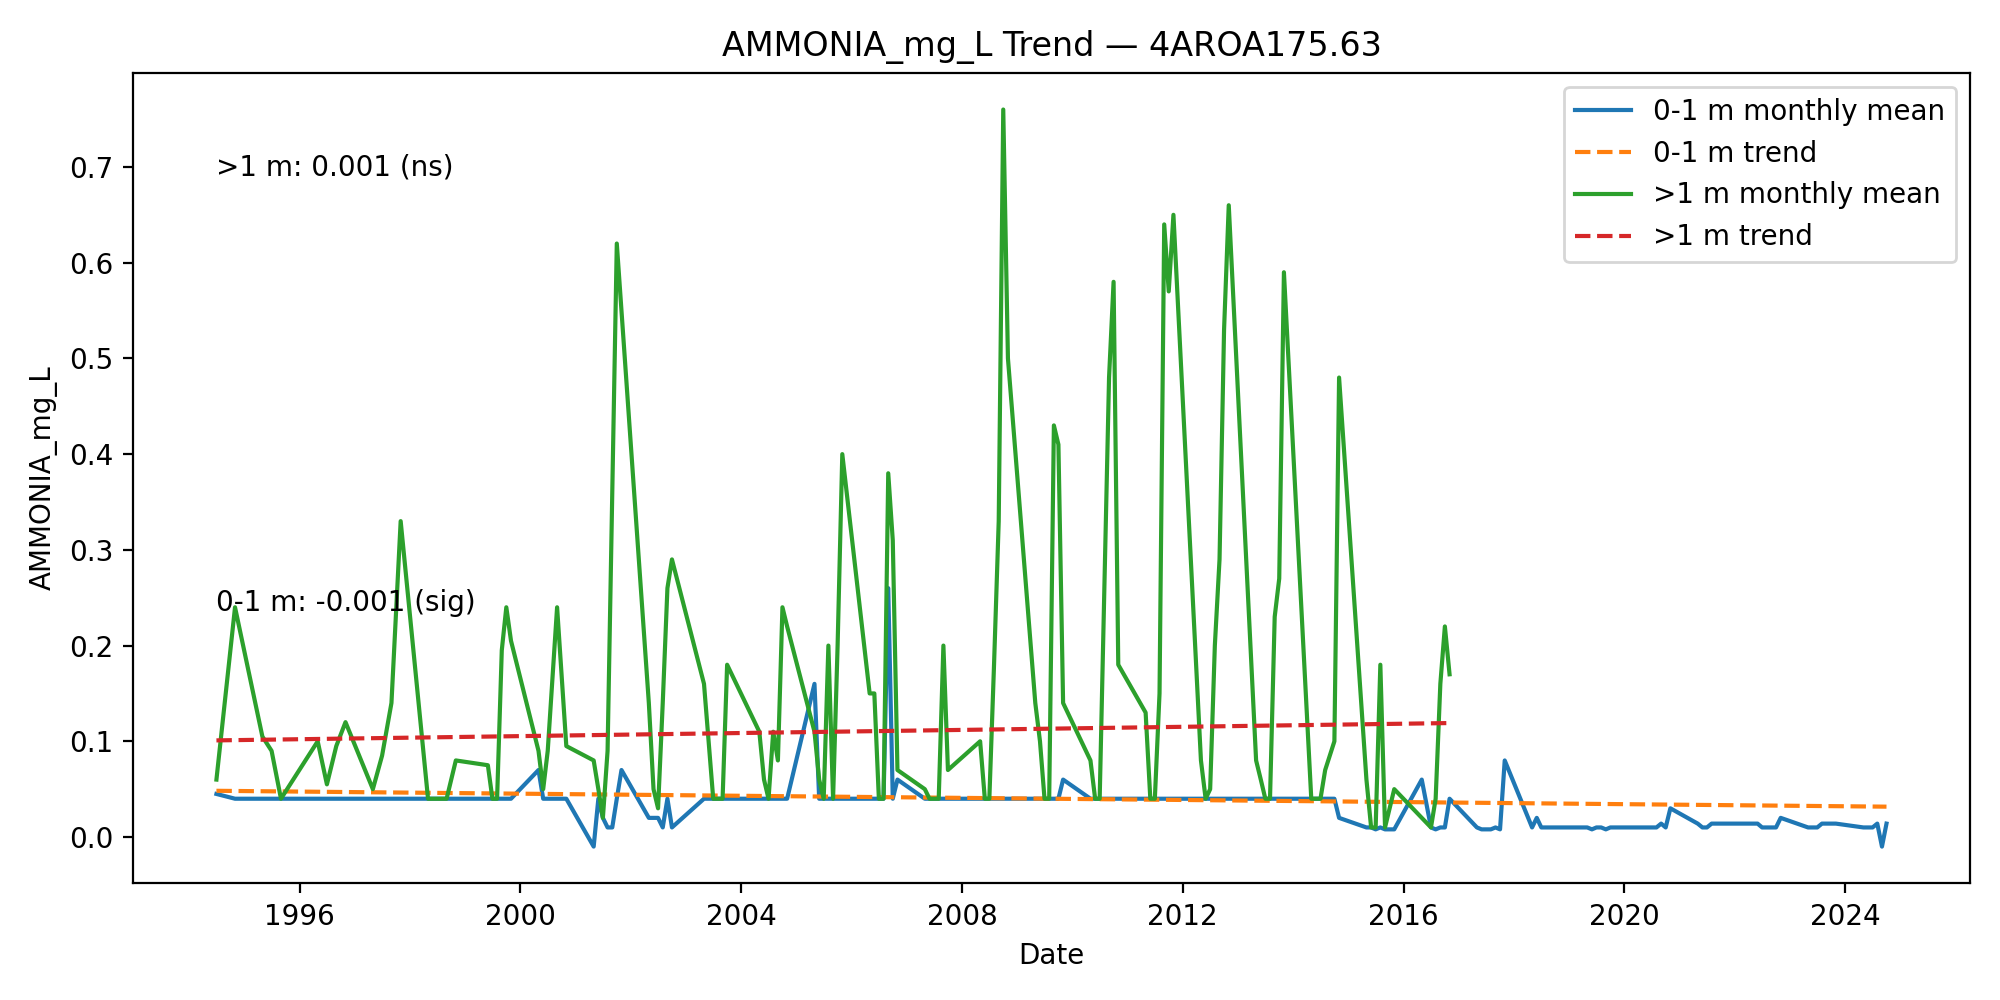 AMMONIA_mg_L Trend — 4AROA175.63
0-1 m monthly mean
0-1 m trend
>1 m monthly mean
>1 m trend
>1 m: 0.001 (ns)
0-1 m: -0.001 (sig)
AMMONIA_mg_L
0.7
0.6
0.5
0.4
0.3
0.2
0.1
0.0
1996 2000 2004 2008 2012 2016 2020 2024
Date